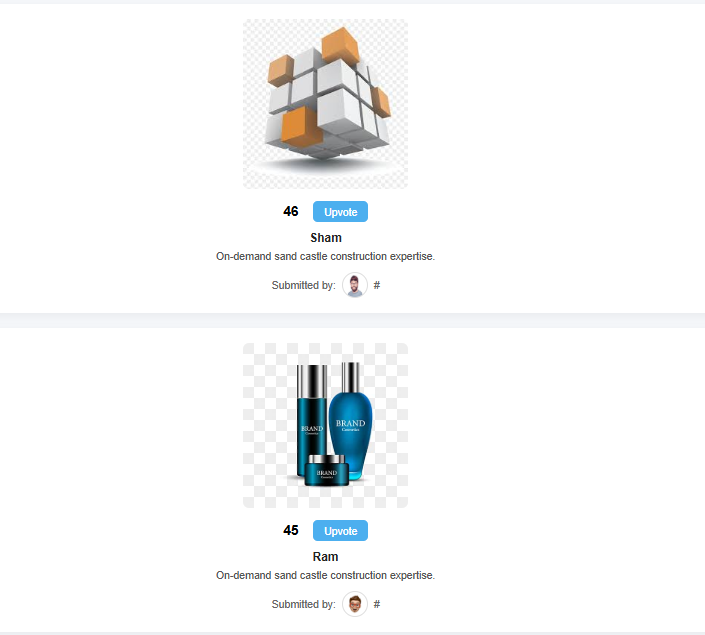 46 Upvote
Sham
On-demand sand castle construction expertise.
Submitted by: #
BRAND
Cosmetics
BRAND
Cosmetics
BRAND
Cosmetics
45 Upvote
Ram
On-demand sand castle construction expertise.
Submitted by: #